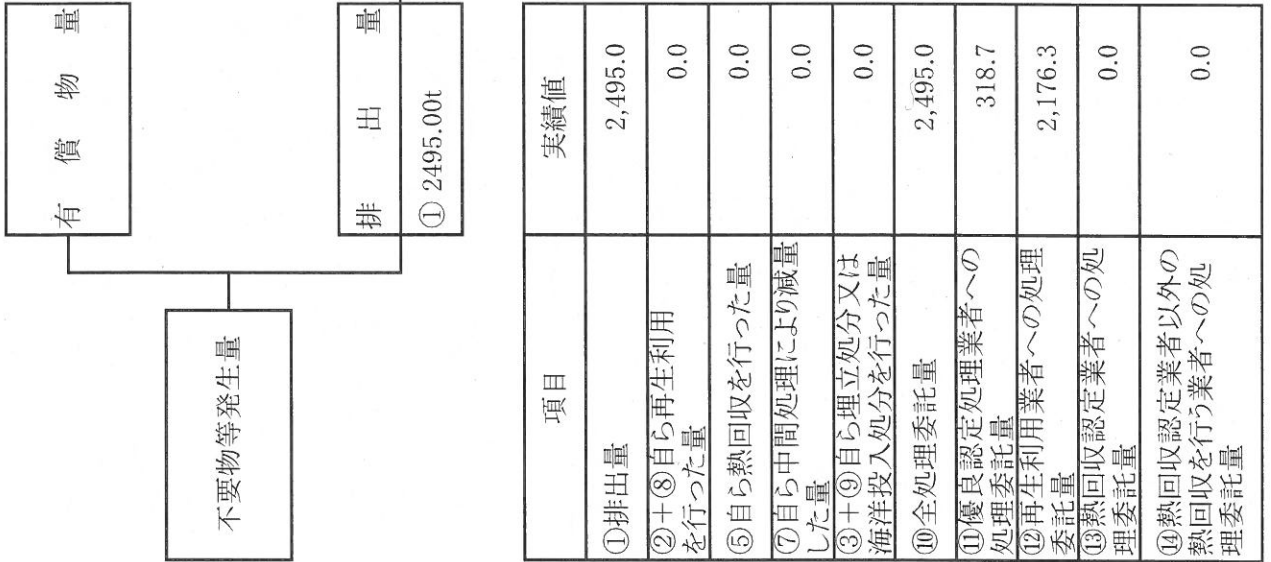 有償物量
不要物等発生量
排出量
① 2495.00t
項目 実績値
①排出量 2,495.0
②+⑧自ら再生利用
を行った量 0.0
⑤自ら熱回収を行った量 0.0
⑦自ら中間処理により減量
した量 0.0
③+⑨自ら埋立処分又は
海洋投入処分を行った量 0.0
⑩全処理委託量 2,495.0
⑪優良認定処理業者への
処理委託量 318.7
⑫再生利用業者への処理
委託量 2,176.3
⑬熱回収認定業者への処
理委託量 0.0
⑭熱回収認定業者以外の
熱回収を行う業者への処
理委託量 0.0